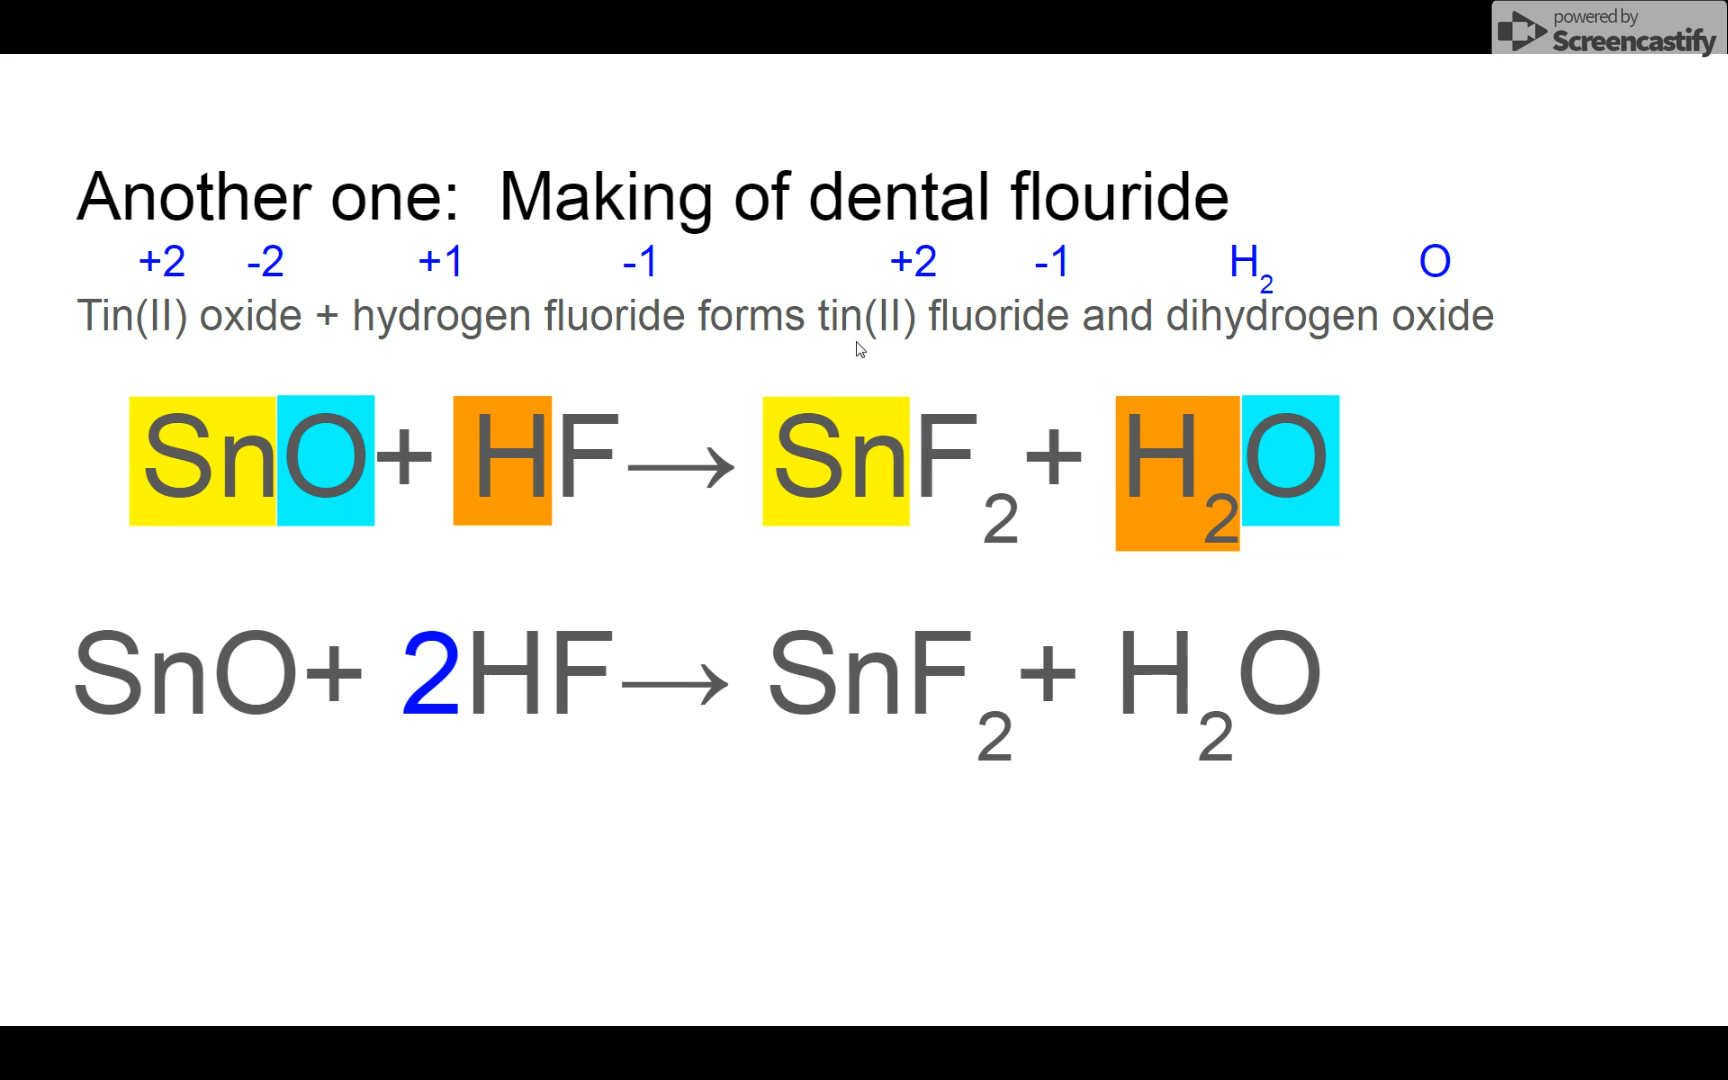 powered by
Screencastify
Another one: Making of dental flouride
+2 -2 +1 -1 +2 -1 H₂ O
Tin(II) oxide + hydrogen fluoride forms tin(II) fluoride and dihydrogen oxide
SnO+ HF→ SnF₂+ H₂O
SnO+ 2HF→ SnF₂+ H₂O